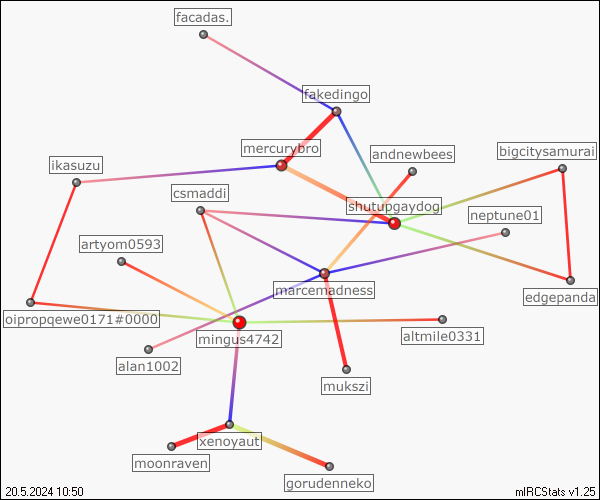 facadas.
fakedingo
mercurybro
andnewbees
bigcitysamurai
ikasuzu
csmaddi
shutupgaydog
neptune01
artyom0593
marcemadness
edgepanda
oipropqewe0171#0000
mingus4742
altmile0331
alan1002
mukszi
xenoyaut
moonraven
gorudenneko
20.5.2024 10:50
mIRCStats v1.25